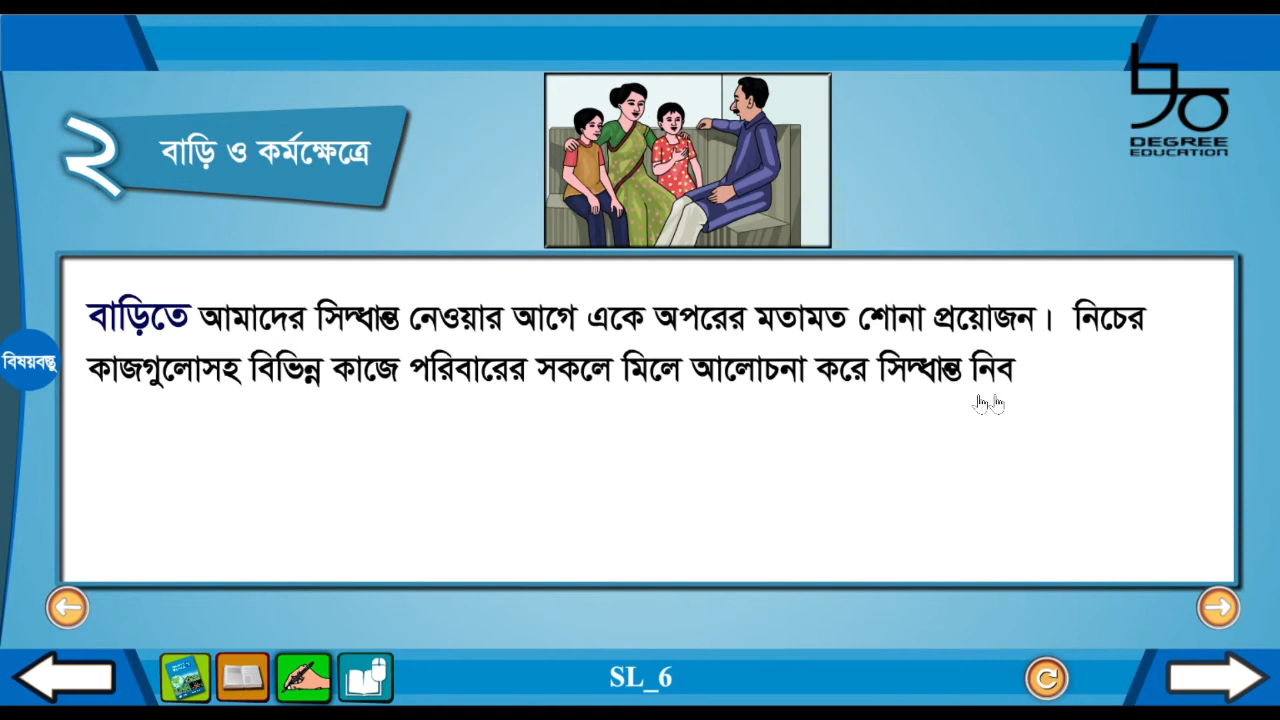 ২
বাড়ি ও কর্মক্ষেত্রে
DEGREE
EDUCATION
বাড়িতে আমাদের সিদ্ধান্ত নেওয়ার আগে একে অপরের মতামত শোনা প্রয়োজন। নিচের
কাজগুলোসহ বিভিন্ন কাজে পরিবারের সকলে মিলে আলোচনা করে সিদ্ধান্ত নিব
বিষয়বস্তু
SL_6